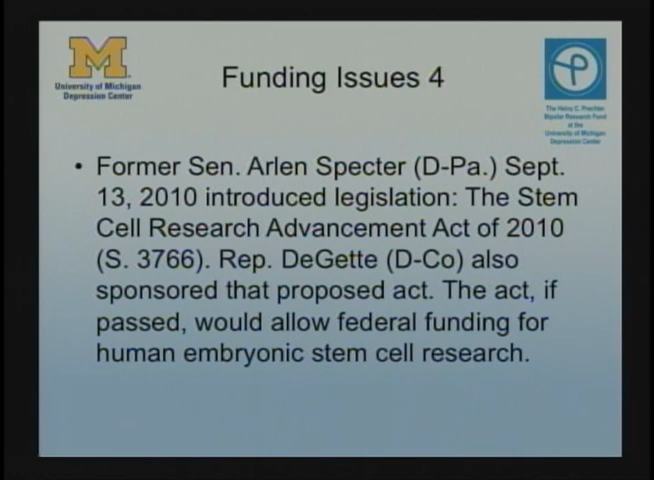 M
University of Michigan
Depression Center
Funding Issues 4
The Heinz C. Prechter
Bipolar Research Fund
at the
University of Michigan
Depression Center
• Former Sen. Arlen Specter (D-Pa.) Sept.
13, 2010 introduced legislation: The Stem
Cell Research Advancement Act of 2010
(S. 3766). Rep. DeGette (D-Co) also
sponsored that proposed act. The act, if
passed, would allow federal funding for
human embryonic stem cell research.